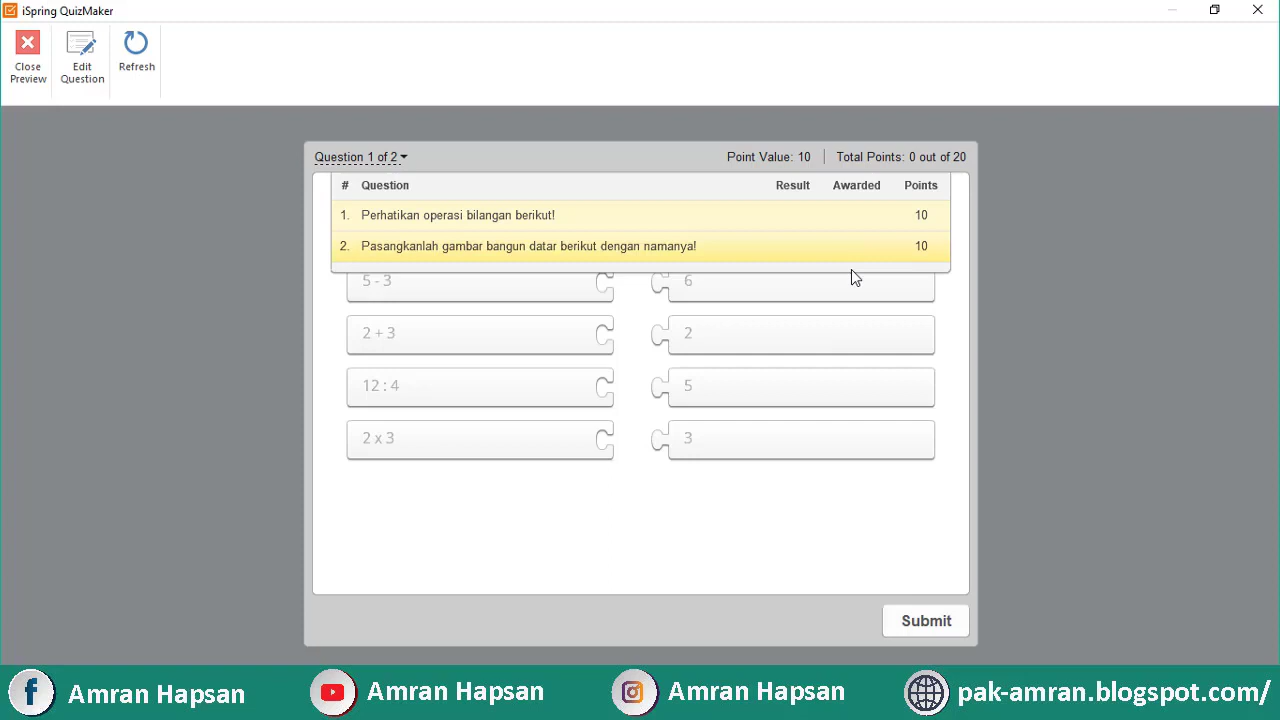 iSpring QuizMaker
Close Preview
Edit Question
Refresh
Question 1 of 2
Point Value: 10
Total Points: 0 out of 20
# Question Result Awarded Points
1. Perhatikan operasi bilangan berikut! 10
2. Pasangkanlah gambar bangun datar berikut dengan namanya! 10
5 - 3 6
2 + 3 2
12 : 4 5
2 x 3 3
Submit
Amran Hapsan Amran Hapsan Amran Hapsan pak-amran.blogspot.com/